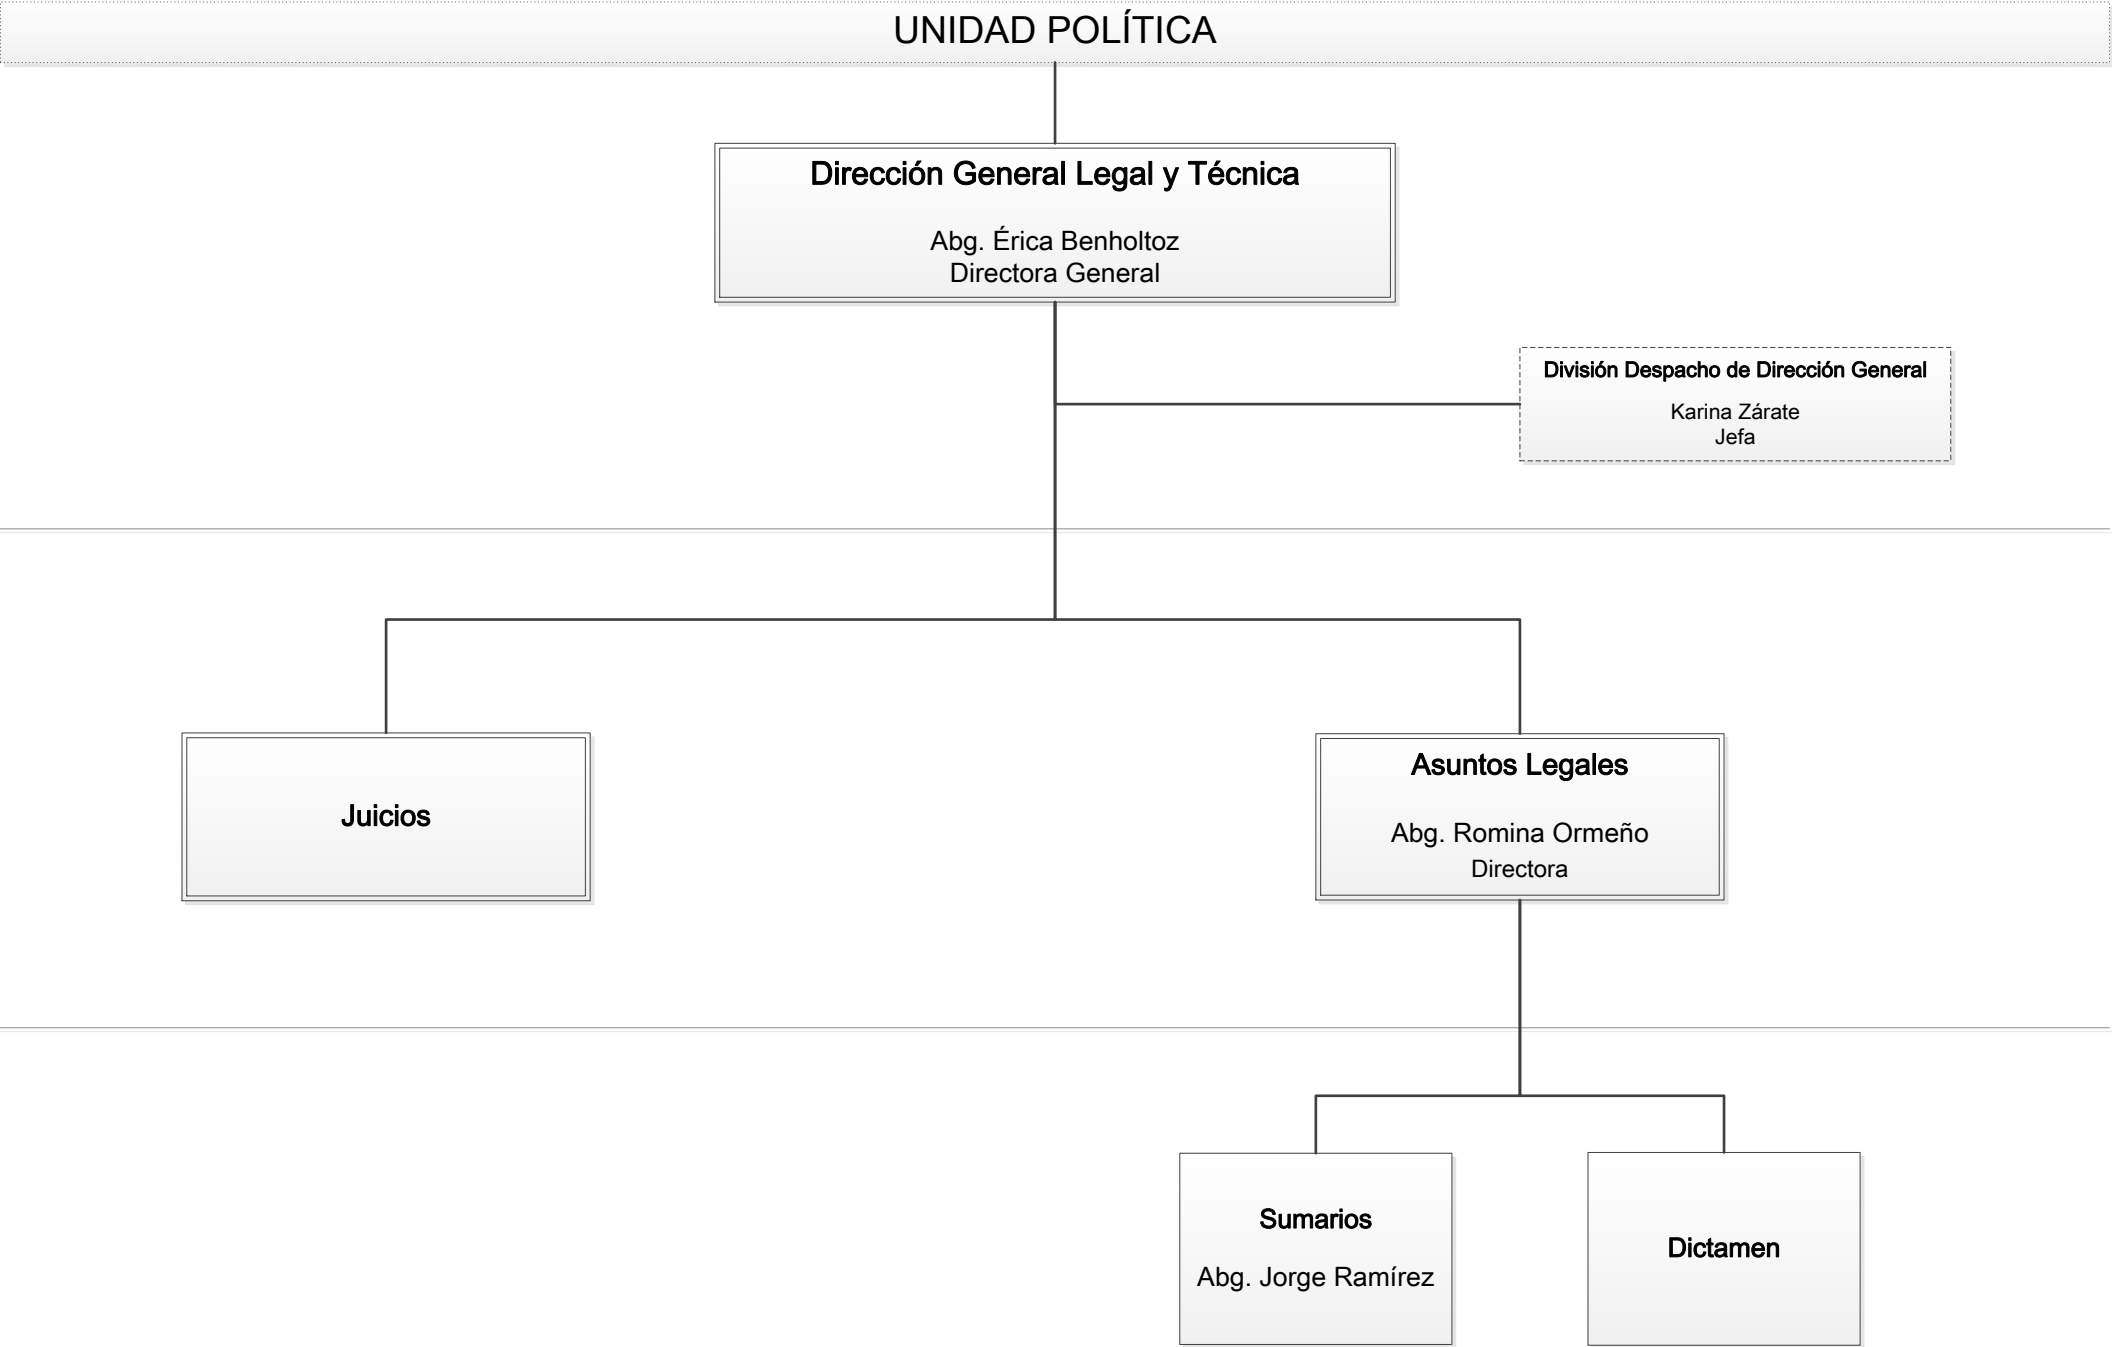 UNIDAD POLÍTICA
Dirección General Legal y Técnica
Abg. Érica Benholtoz
Directora General
División Despacho de Dirección General
Karina Zárate
Jefa
Juicios
Asuntos Legales
Abg. Romina Ormeño
Directora
Sumarios
Abg. Jorge Ramírez
Dictamen